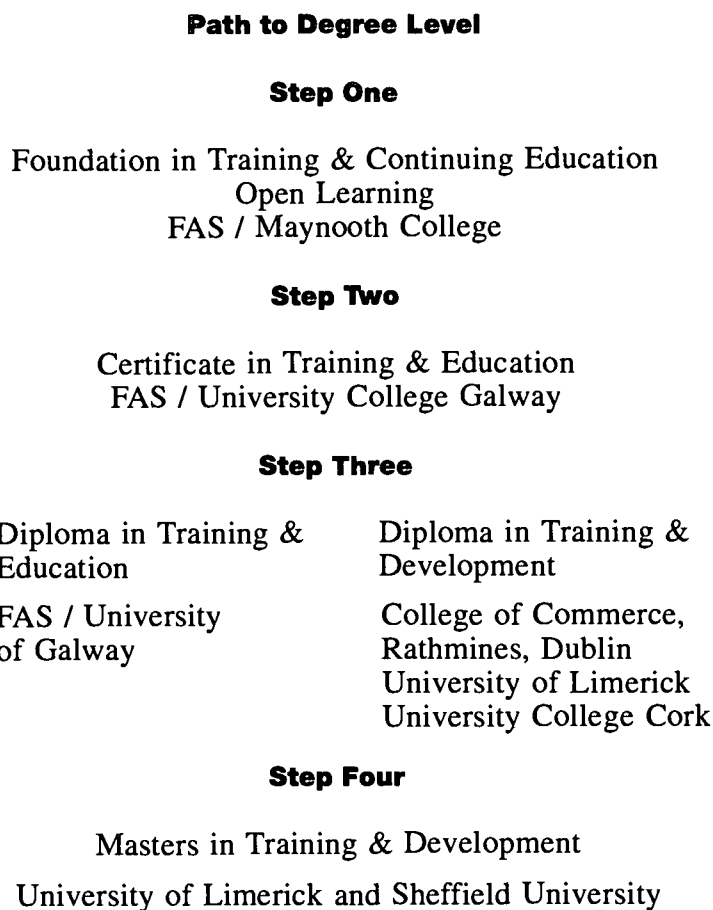 Path to Degree Level
Step One
Foundation in Training & Continuing Education
Open Learning
FAS / Maynooth College
Step Two
Certificate in Training & Education
FAS / University College Galway
Step Three
Diploma in Training &
Education
FAS / University
of Galway
Diploma in Training &
Development
College of Commerce,
Rathmines, Dublin
University of Limerick
University College Cork
Step Four
Masters in Training & Development
University of Limerick and Sheffield University